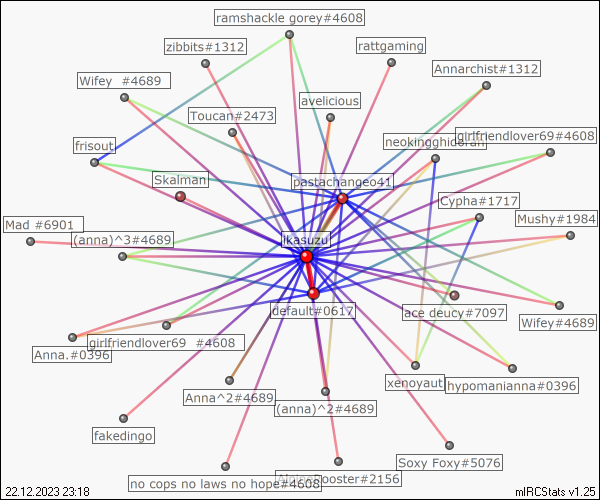 ramshackle gorey#4608
zibbits#1312
rattgaming
Annarchist#1312
Wifey #4689
avelicious
Toucan#2473
girlfriendlover69#4608
frisout
pastachangeo41
Skalman
Cypha#1717
Mushy#1984
Mad #6901
(anna)^3#4689
ikasuzu
default#0617
ace deucy#7097
Wifey#4689
girlfriendlover69 #4608
Anna.#0396
xenoyaut
hypomanianna#0396
Anna^2#4689
(anna)^2#4689
fakedingo
Soxy Foxy#5076
no cops no laws no hope#4608
#2156
22.12.2023 23:18
mIRCStats v1.25